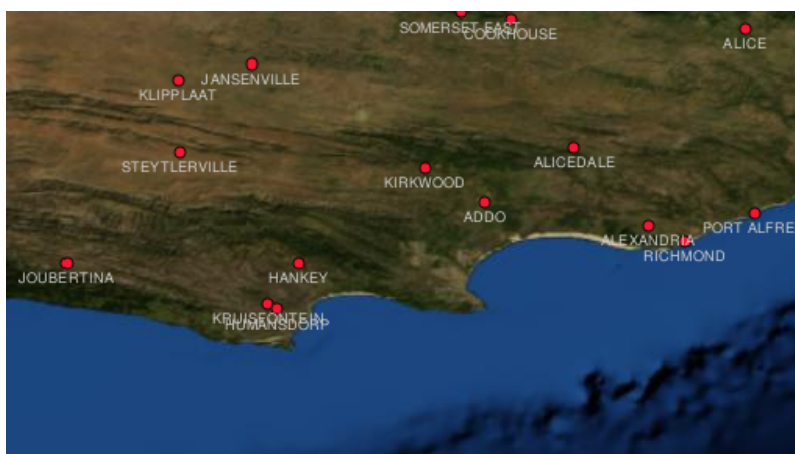 SOMERSET EAST
COOKHOUSE
ALICE
JANSENVILLE
KLIPPLAAT
STEYTLERVILLE
ALICEDALE
KIRKWOOD
ADDO
PORT ALFRE
ALEXANDRIA
RICHMOND
JOUBERTINA
HANKEY
KRUISFONTEIN
HUMANSDORP